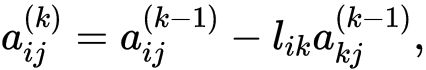 $a_{ij}^{(k)} = a_{ij}^{(k-1)} - l_{ik} a_{kj}^{(k-1)},$